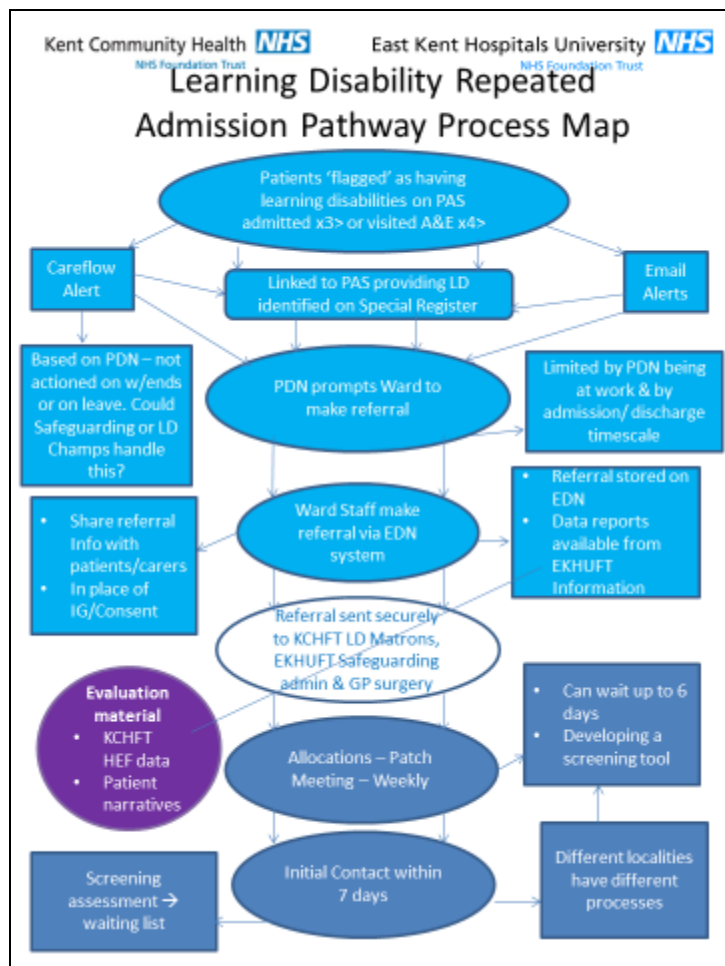 Kent Community Health NHS
NHS Foundation Trust
East Kent Hospitals University NHS
NHS Foundation Trust
Learning Disability Repeated
Admission Pathway Process Map
Patients ‘flagged’ as having
learning disabilities on PAS
admitted x3> or visited A&E x4>
Careflow
Alert
Linked to PAS providing LD
identified on Special Register
Email
Alerts
Based on PDN – not
actioned on w/ends
or on leave. Could
Safeguarding or LD
Champs handle
this?
PDN prompts Ward to
make referral
Limited by PDN being
at work & by
admission/ discharge
timescale
• Share referral
Info with
patients/carers
• In place of
IG/Consent
Ward Staff make
referral via EDN
system
• Referral stored on
EDN
• Data reports
available from
EKHUFT
Information
Referral sent securely
to KCHFT LD Matrons,
EKHUFT Safeguarding
admin & GP surgery
Evaluation
material
• KCHFT
HEF data
• Patient
narratives
Allocations – Patch
Meeting – Weekly
• Can wait up to 6
days
• Developing a
screening tool
Screening
assessment →
waiting list
Initial Contact within
7 days
Different localities
have different
processes